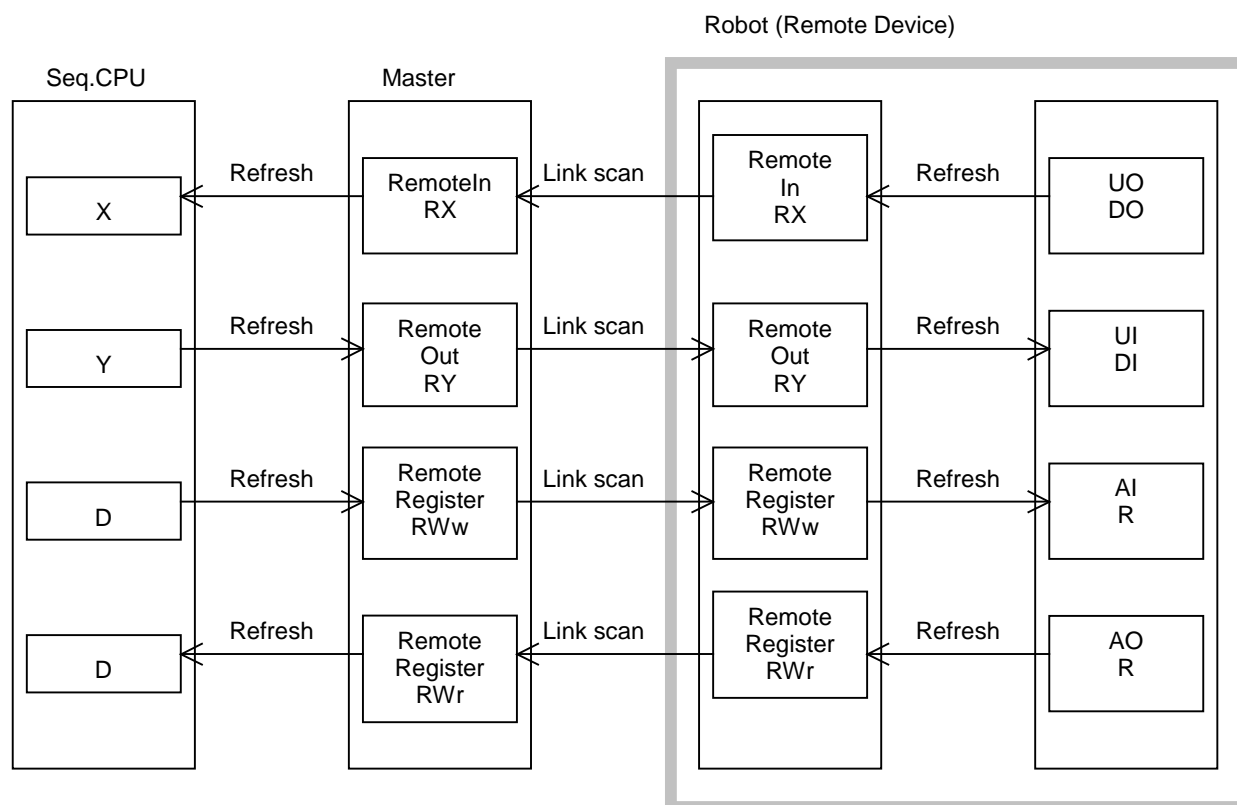 Robot (Remote Device)
Seq.CPU
Master
X
Refresh
RemoteIn
RX
Link scan
Remote
In
RX
Refresh
UO
DO
Y
Refresh
Remote
Out
RY
Link scan
Remote
Out
RY
Refresh
UI
DI
D
Refresh
Remote
Register
RWw
Link scan
Remote
Register
RWw
Refresh
AI
R
D
Refresh
Remote
Register
RWr
Link scan
Remote
Register
RWr
Refresh
AO
R